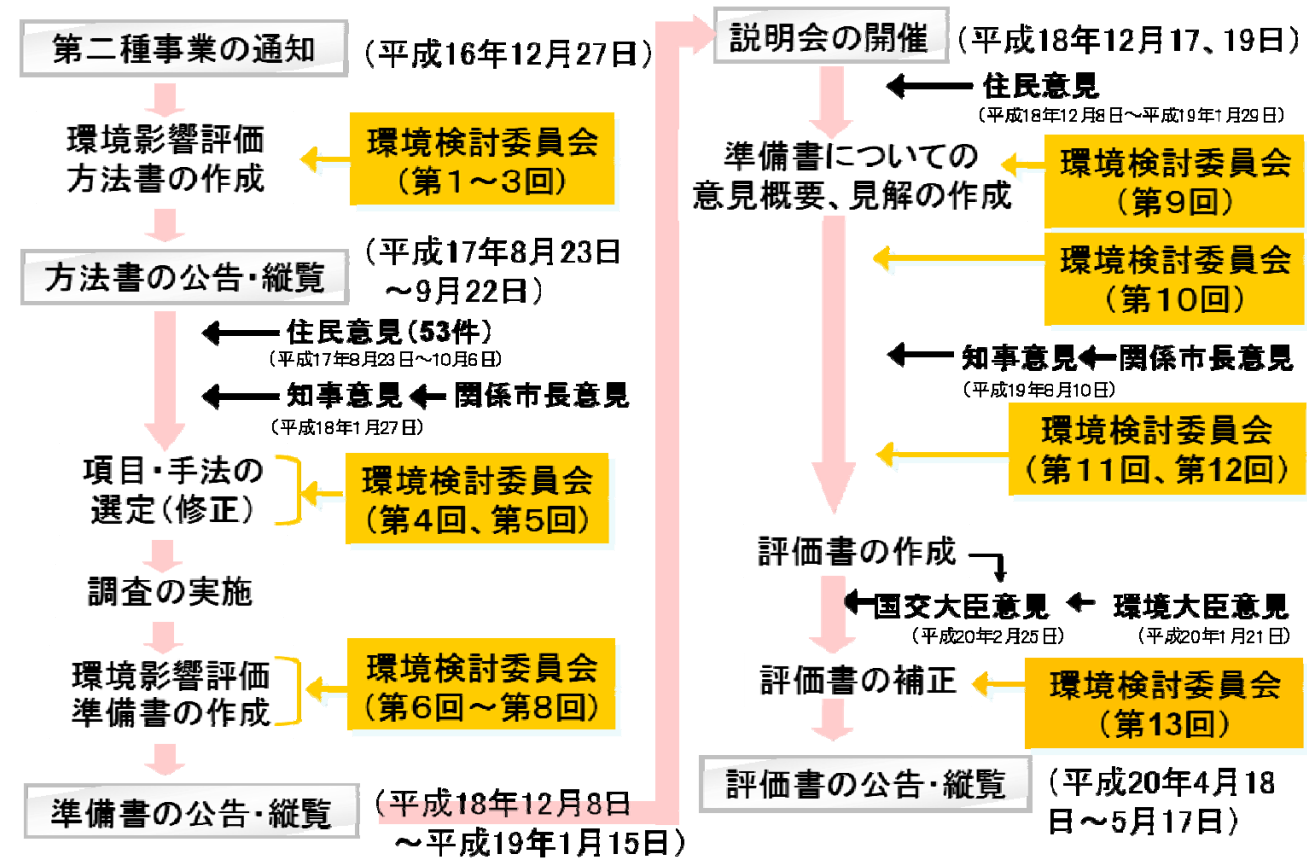 第二種事業の通知
（平成16年12月27日）
環境影響評価
方法書の作成
環境検討委員会
（第１～３回）
方法書の公告・縦覧
（平成17年8月23日
～9月22日）
住民意見（53件）
（平成17年8月23日～10月6日）
知事意見
関係市長意見
（平成18年1月27日）
項目・手法の
選定（修正）
環境検討委員会
（第４回、第５回）
調査の実施
環境影響評価
準備書の作成
環境検討委員会
（第６回～第８回）
準備書の公告・縦覧
（平成18年12月8日
～平成19年1月15日）
説明会の開催
（平成18年12月17、19日）
住民意見
（平成18年12月8日～平成19年1月29日）
準備書についての
意見概要、見解の作成
環境検討委員会
（第９回）
環境検討委員会
（第１０回）
知事意見
関係市長意見
（平成19年8月10日）
環境検討委員会
（第１１回、第12回）
評価書の作成
国交大臣意見
環境大臣意見
（平成20年2月25日）
（平成20年1月21日）
評価書の補正
環境検討委員会
（第13回）
評価書の公告・縦覧
（平成20年4月18
日～5月17日）